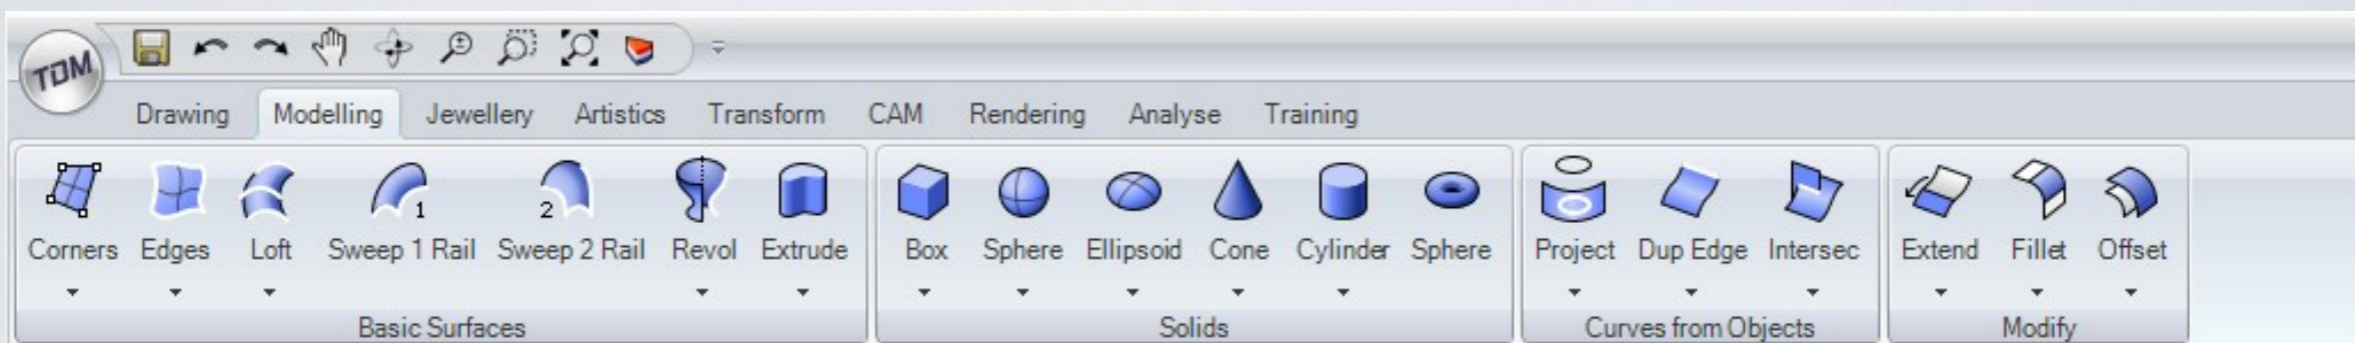 TDM
Drawing Modelling Jewellery Artistics Transform CAM Rendering Analyse Training
1 2
Corners Edges Loft Sweep 1 Rail Sweep 2 Rail Revol Extrude Box Sphere Ellipsoid Cone Cylinder Sphere Project Dup Edge Intersec Extend Fillet Offset
Basic Surfaces Solids Curves from Objects Modify